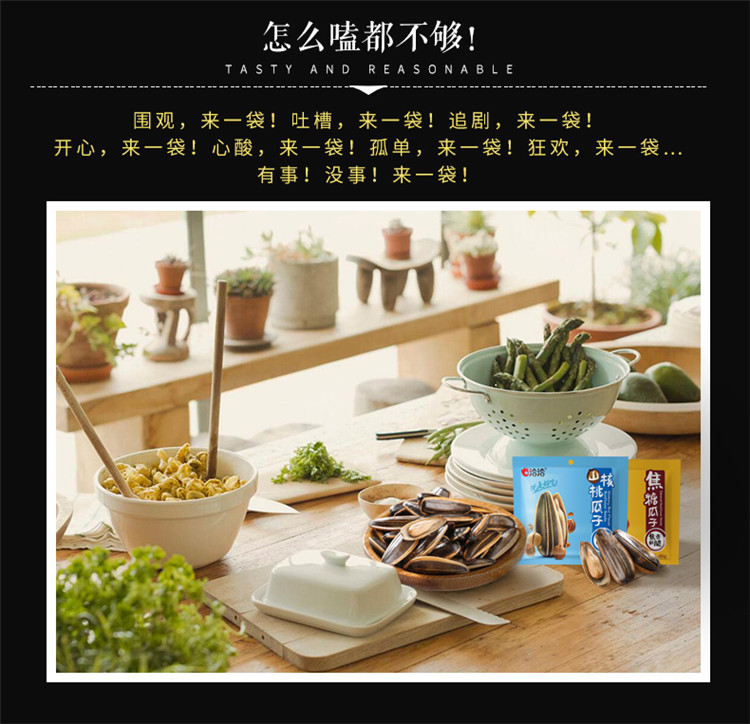 怎么嗑都不够!
TASTY AND REASONABLE
围观，来一袋！吐槽，来一袋！追剧，来一袋！
开心，来一袋！心酸，来一袋！孤单，来一袋！狂欢，来一袋...
有事！没事！来一袋！
洽洽
山核桃瓜子
焦糖瓜子